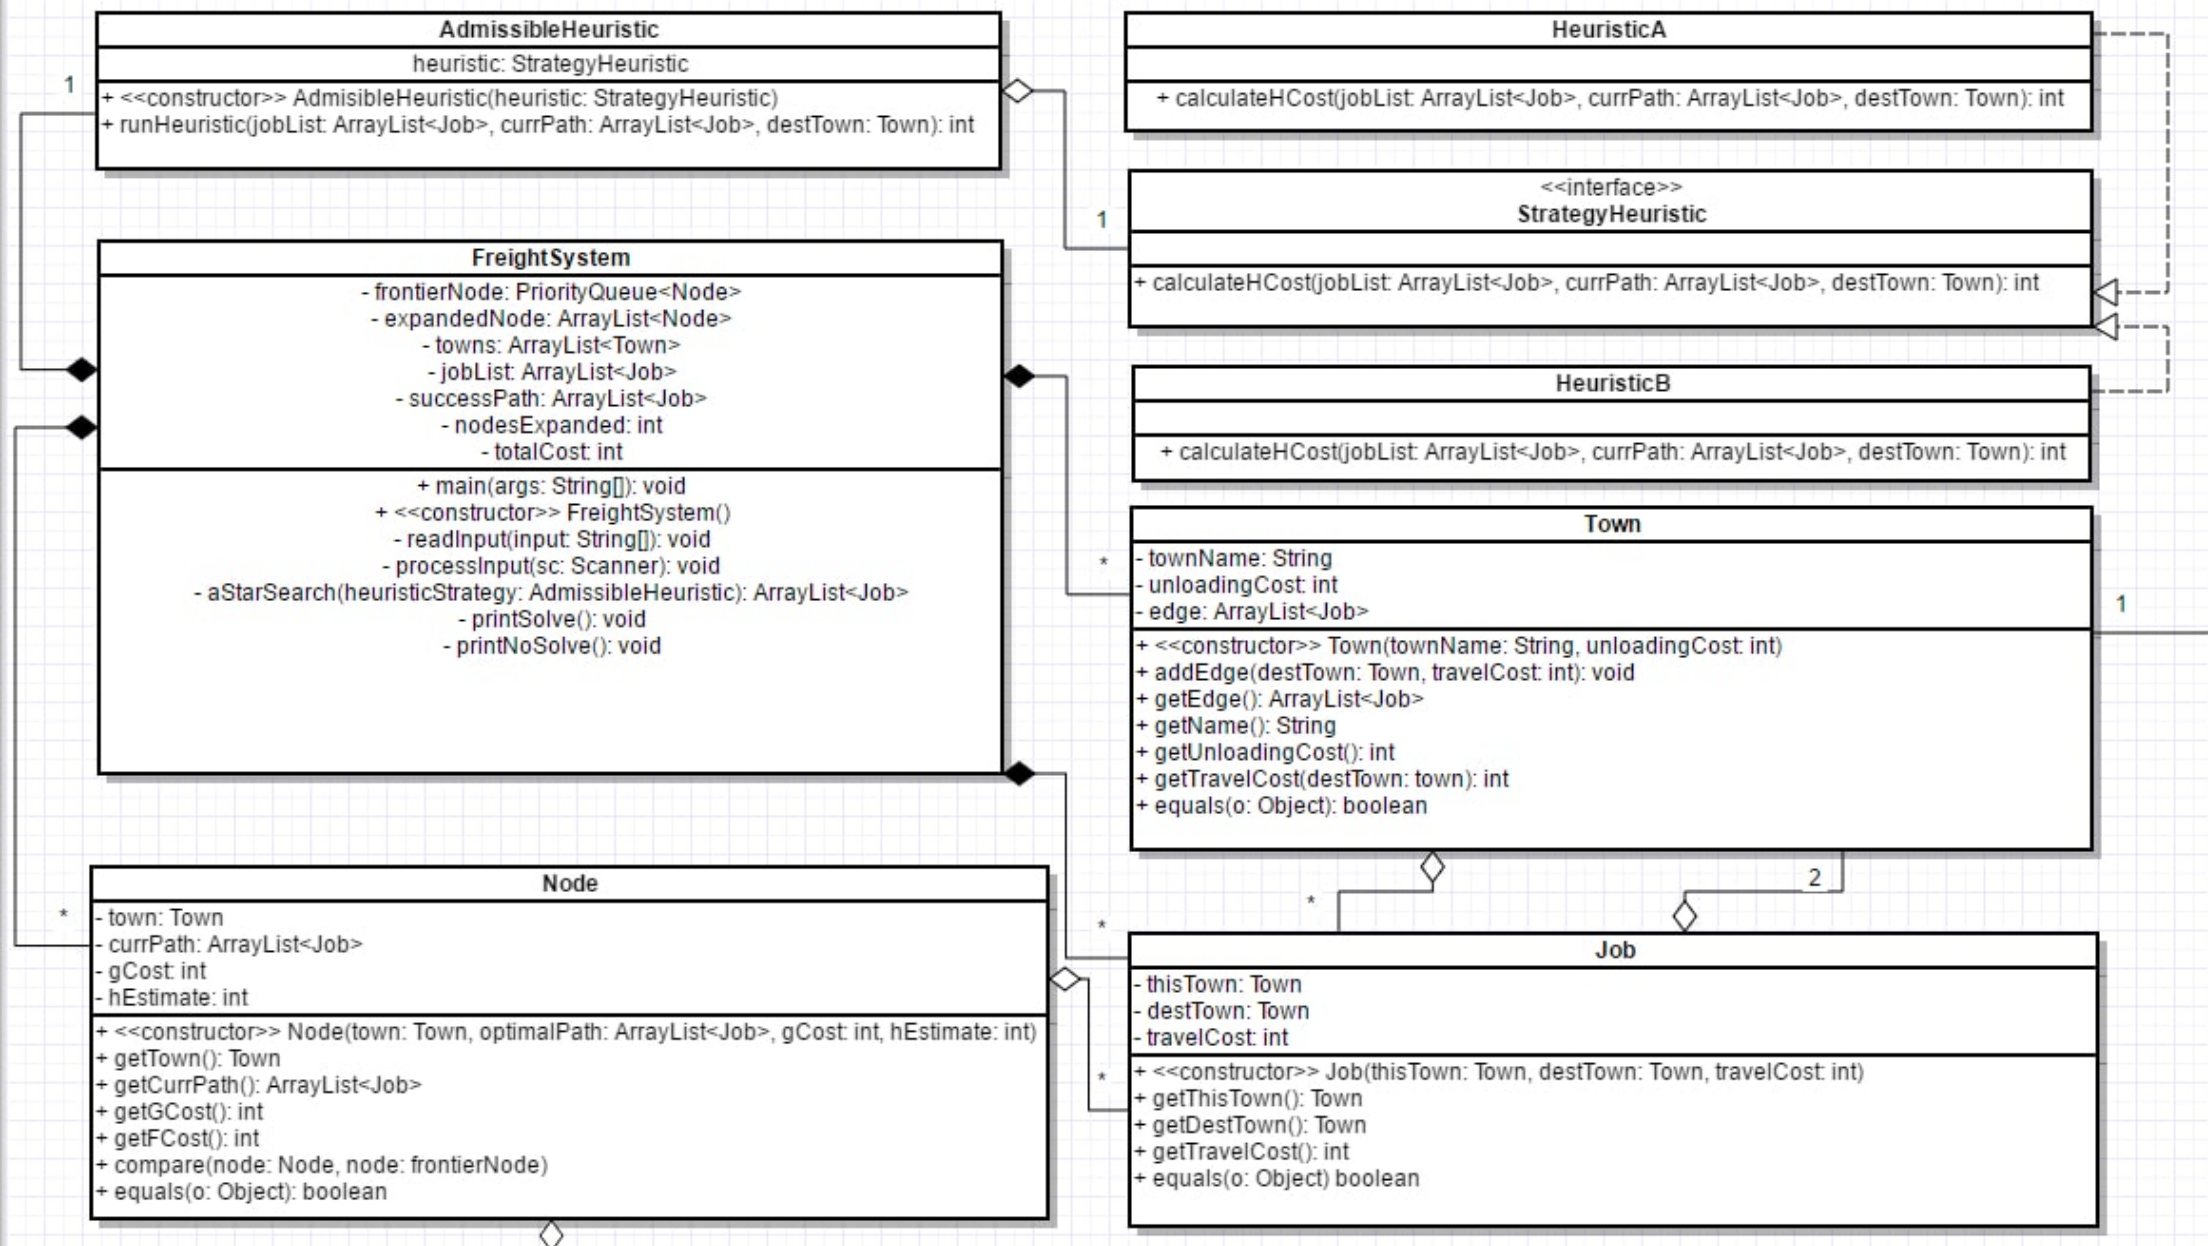 AdmissibleHeuristic
heuristic: StrategyHeuristic
1
+ <<constructor>> AdmisibleHeuristic(heuristic: StrategyHeuristic)
+ runHeuristic(jobList: ArrayList<Job>, currPath: ArrayList<Job>, destTown: Town): int
HeuristicA
+ calculateHCost(jobList: ArrayList<Job>, currPath: ArrayList<Job>, destTown: Town): int
1
<<interface>>
StrategyHeuristic
+ calculateHCost(jobList: ArrayList<Job>, currPath: ArrayList<Job>, destTown: Town): int
FreightSystem
- frontierNode: PriorityQueue<Node>
- expandedNode: ArrayList<Node>
- towns: ArrayList<Town>
- jobList: ArrayList<Job>
- successPath: ArrayList<Job>
- nodesExpanded: int
- totalCost: int
+ main(args: String[]): void
+ <<constructor>> FreightSystem()
- readInput(input: String[]): void
- processInput(sc: Scanner): void
- aStarSearch(heuristicStrategy: AdmissibleHeuristic): ArrayList<Job>
- printSolve(): void
- printNoSolve(): void
HeuristicB
+ calculateHCost(jobList: ArrayList<Job>, currPath: ArrayList<Job>, destTown: Town): int
*
Town
- townName: String
- unloadingCost: int
- edge: ArrayList<Job>
1
+ <<constructor>> Town(townName: String, unloadingCost: int)
+ addEdge(destTown: Town, travelCost: int): void
+ getEdge(): ArrayList<Job>
+ getName(): String
+ getUnloadingCost(): int
+ getTravelCost(destTown: town): int
+ equals(o: Object): boolean
2
*
*
*
Node
- town: Town
- currPath: ArrayList<Job>
- gCost: int
- hEstimate: int
+ <<constructor>> Node(town: Town, optimalPath: ArrayList<Job>, gCost: int, hEstimate: int)
+ getTown(): Town
+ getCurrPath(): ArrayList<Job>
+ getGCost(): int
+ getFCost(): int
+ compare(node: Node, node: frontierNode)
+ equals(o: Object): boolean
*
Job
- thisTown: Town
- destTown: Town
- travelCost: int
+ <<constructor>> Job(thisTown: Town, destTown: Town, travelCost: int)
+ getThisTown(): Town
+ getDestTown(): Town
+ getTravelCost(): int
+ equals(o: Object) boolean